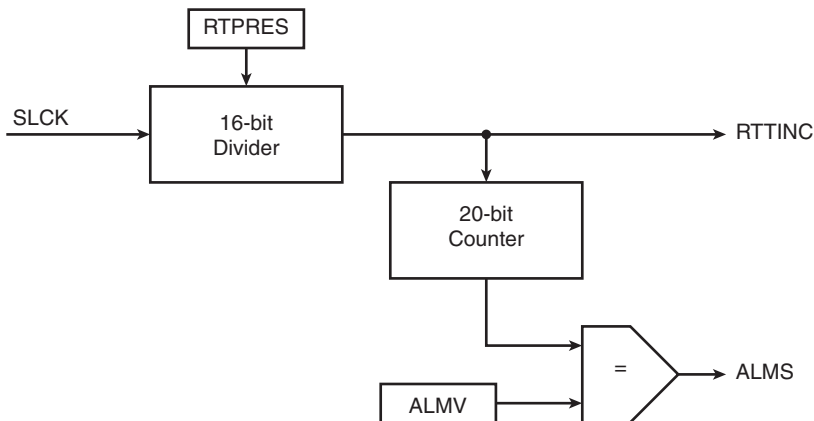 RTPRES
SLCK
16-bit
Divider
RTTINC
20-bit
Counter
=
ALMS
ALMV